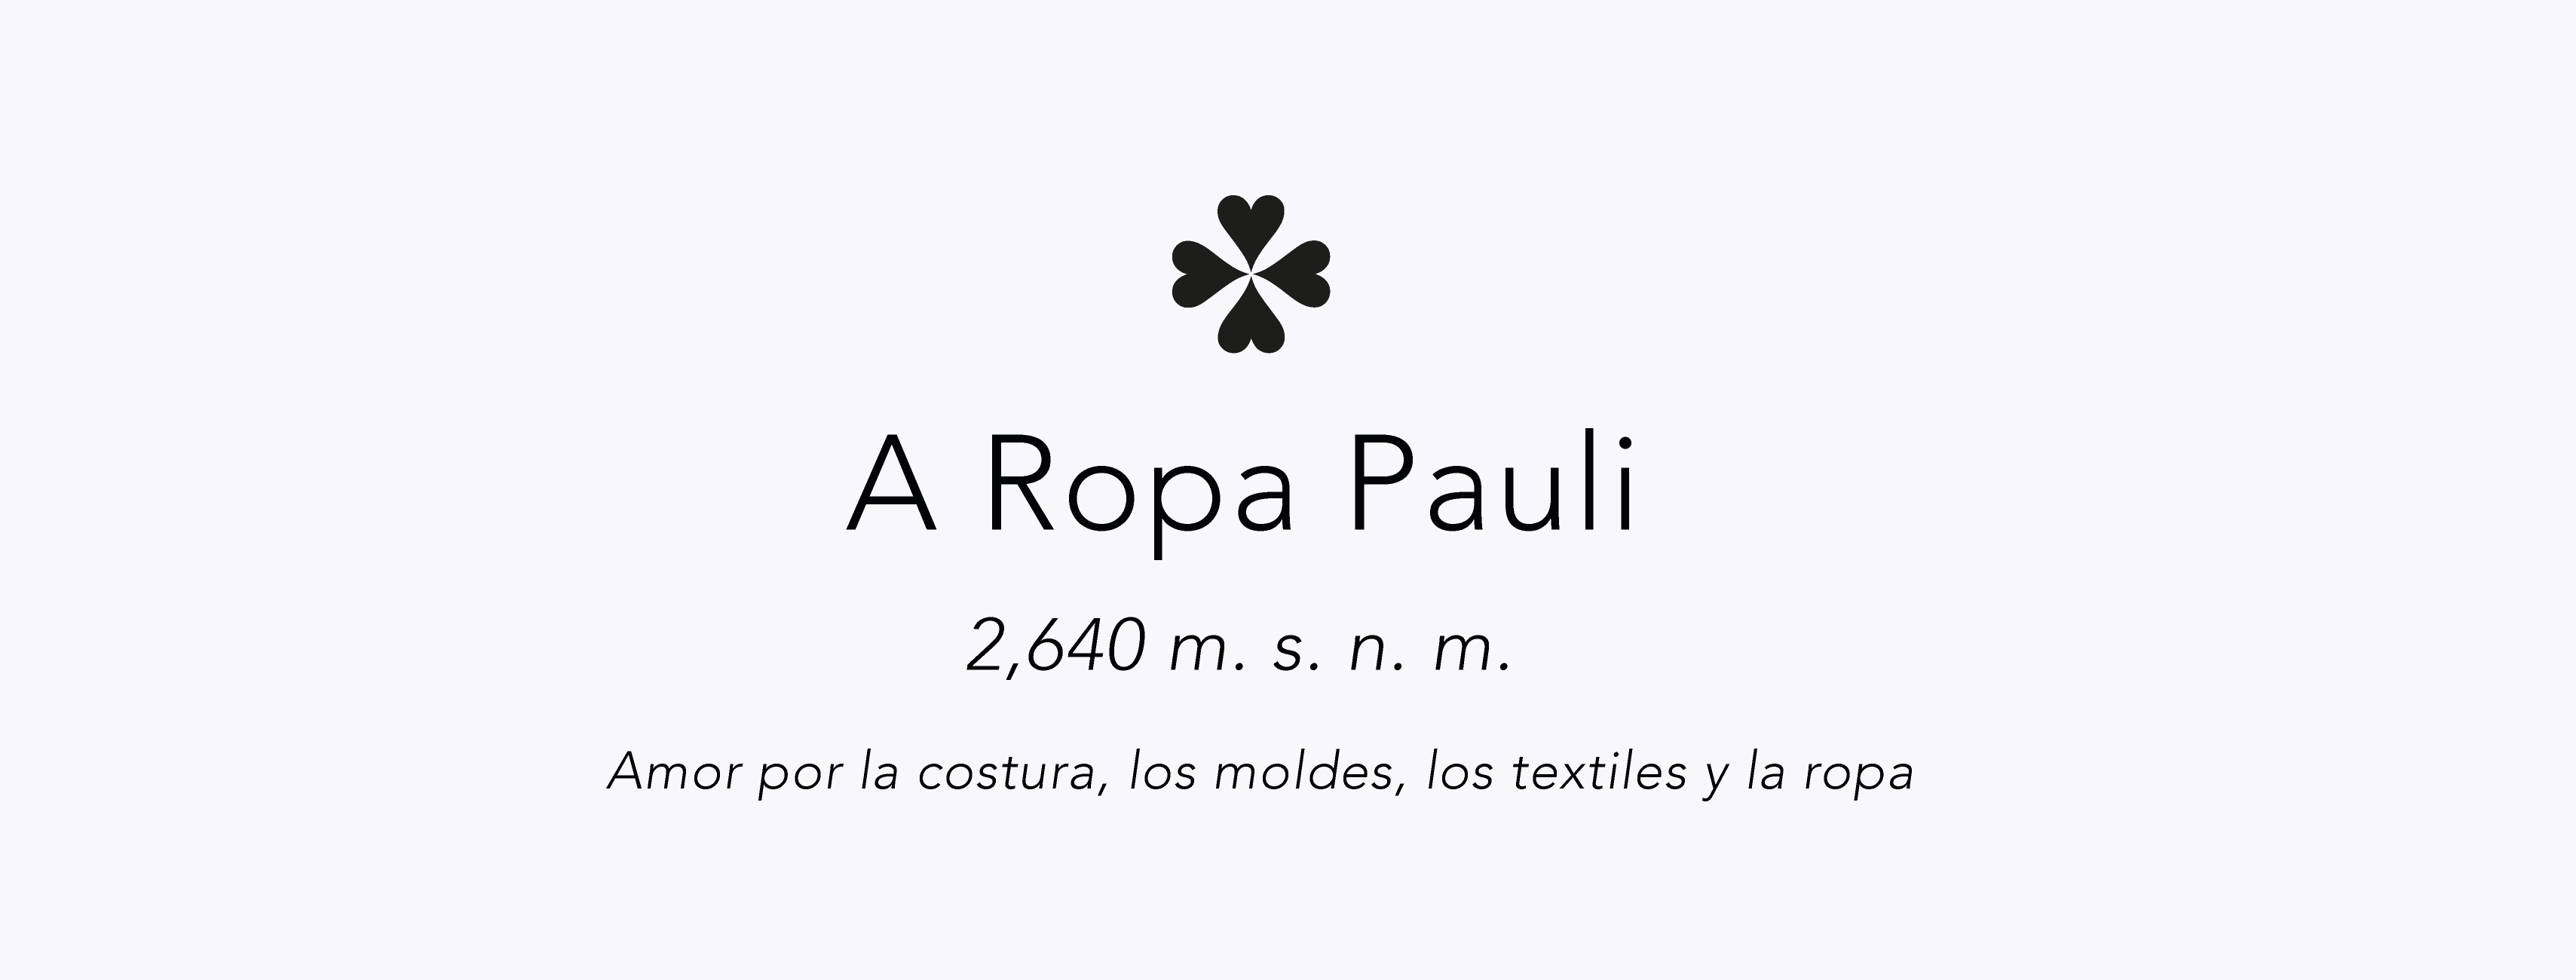 A Ropa Pauli
2,640 m. s. n. m.
Amor por la costura, los moldes, los textiles y la ropa